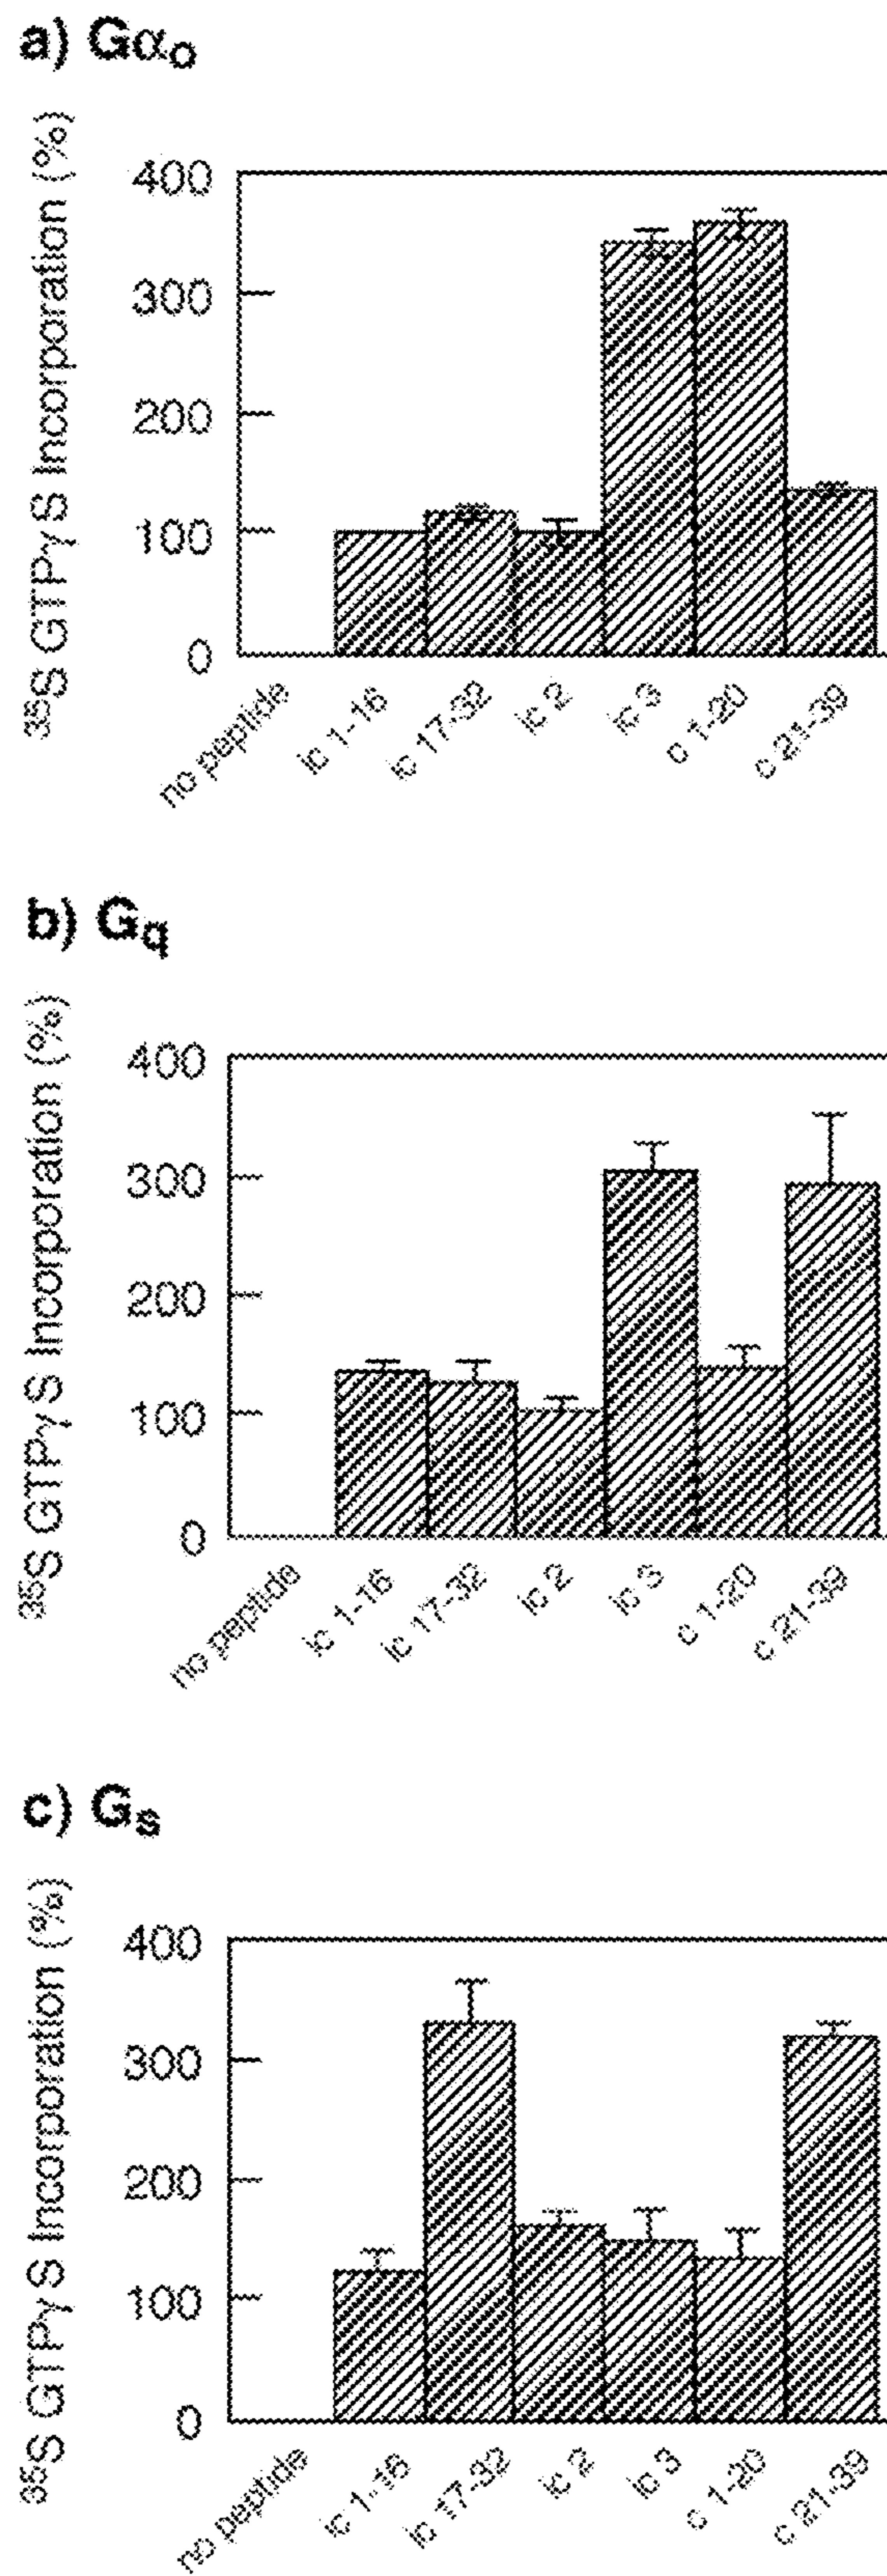 a) Gαo
³⁵S GTPγS Incorporation (%)
400
300
200
100
0
no peptide
ic 1-16
ic 17-32
ic 2
ic 3
c 1-20
c 21-39
b) Gq
³⁵S GTPγS Incorporation (%)
400
300
200
100
0
no peptide
ic 1-16
ic 17-32
ic 2
ic 3
c 1-20
c 21-39
c) Gs
³⁵S GTPγS Incorporation (%)
400
300
200
100
0
no peptide
ic 1-16
ic 17-32
ic 2
ic 3
c 1-20
c 21-39